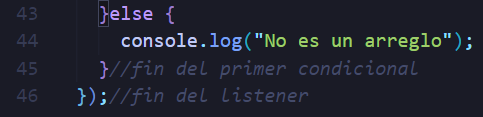 43 }else {
44 console.log("No es un arreglo");
45 }//fin del primer condicional
46 });//fin del listener